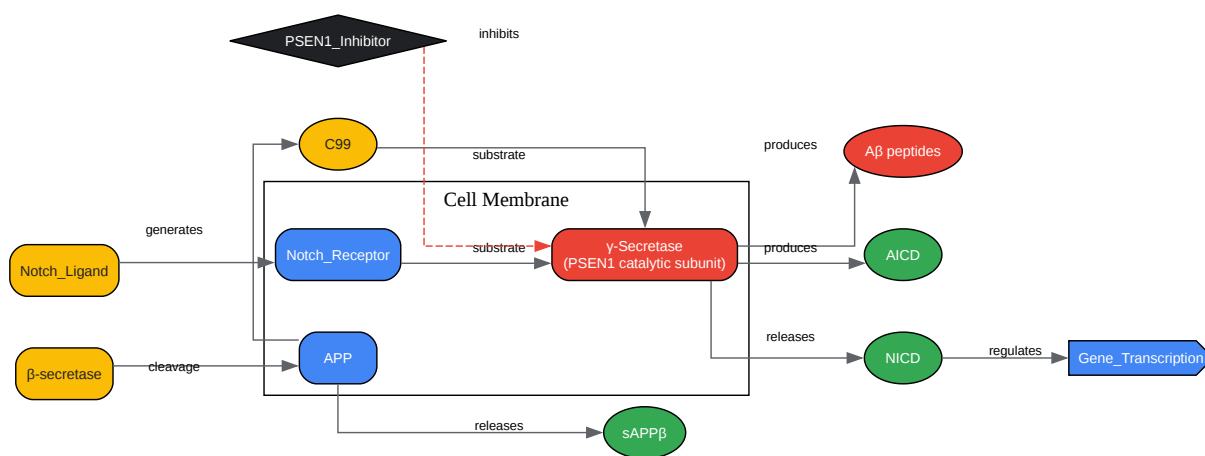 PSEN1_Inhibitor
inhibits
C99
substrate
produces
Aβ peptides
Cell Membrane
generates
Notch_Ligand
Notch_Receptor
substrate
γ-Secretase
(PSEN1 catalytic subunit)
produces
AICD
β-secretase
cleavage
APP
releases
NICD
regulates
Gene_Transcription
releases
sAPPβ